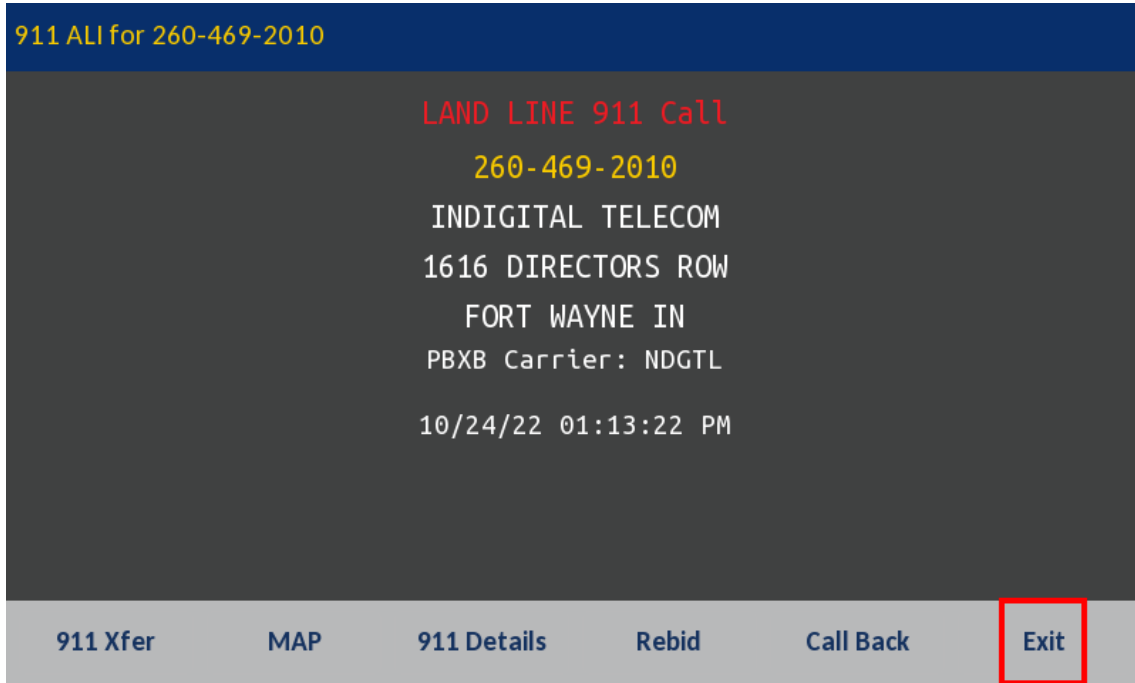 911 ALI for 260-469-2010
LAND LINE 911 Call
260-469-2010
INDIGITAL TELECOM
1616 DIRECTORS ROW
FORT WAYNE IN
PBXB Carrier: NDGTL
10/24/22 01:13:22 PM
911 Xfer MAP 911 Details Rebid Call Back Exit